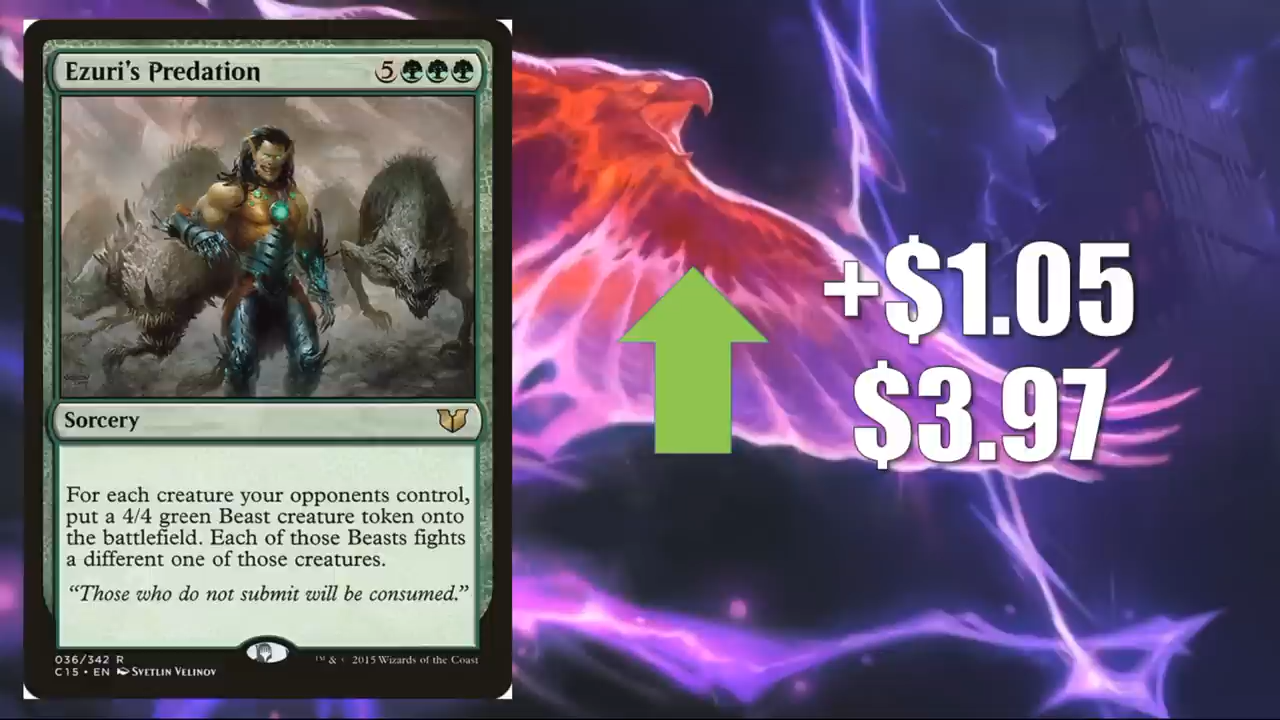 Ezuri's Predation 5
+$1.05
$3.97
Sorcery
For each creature your opponents control,
put a 4/4 green Beast creature token onto
the battlefield. Each of those Beasts fights
a different one of those creatures.
“Those who do not submit will be consumed.”
036/342 R
™ & © 2015 Wizards of the Coast
C15 • EN Svetlin Velinov